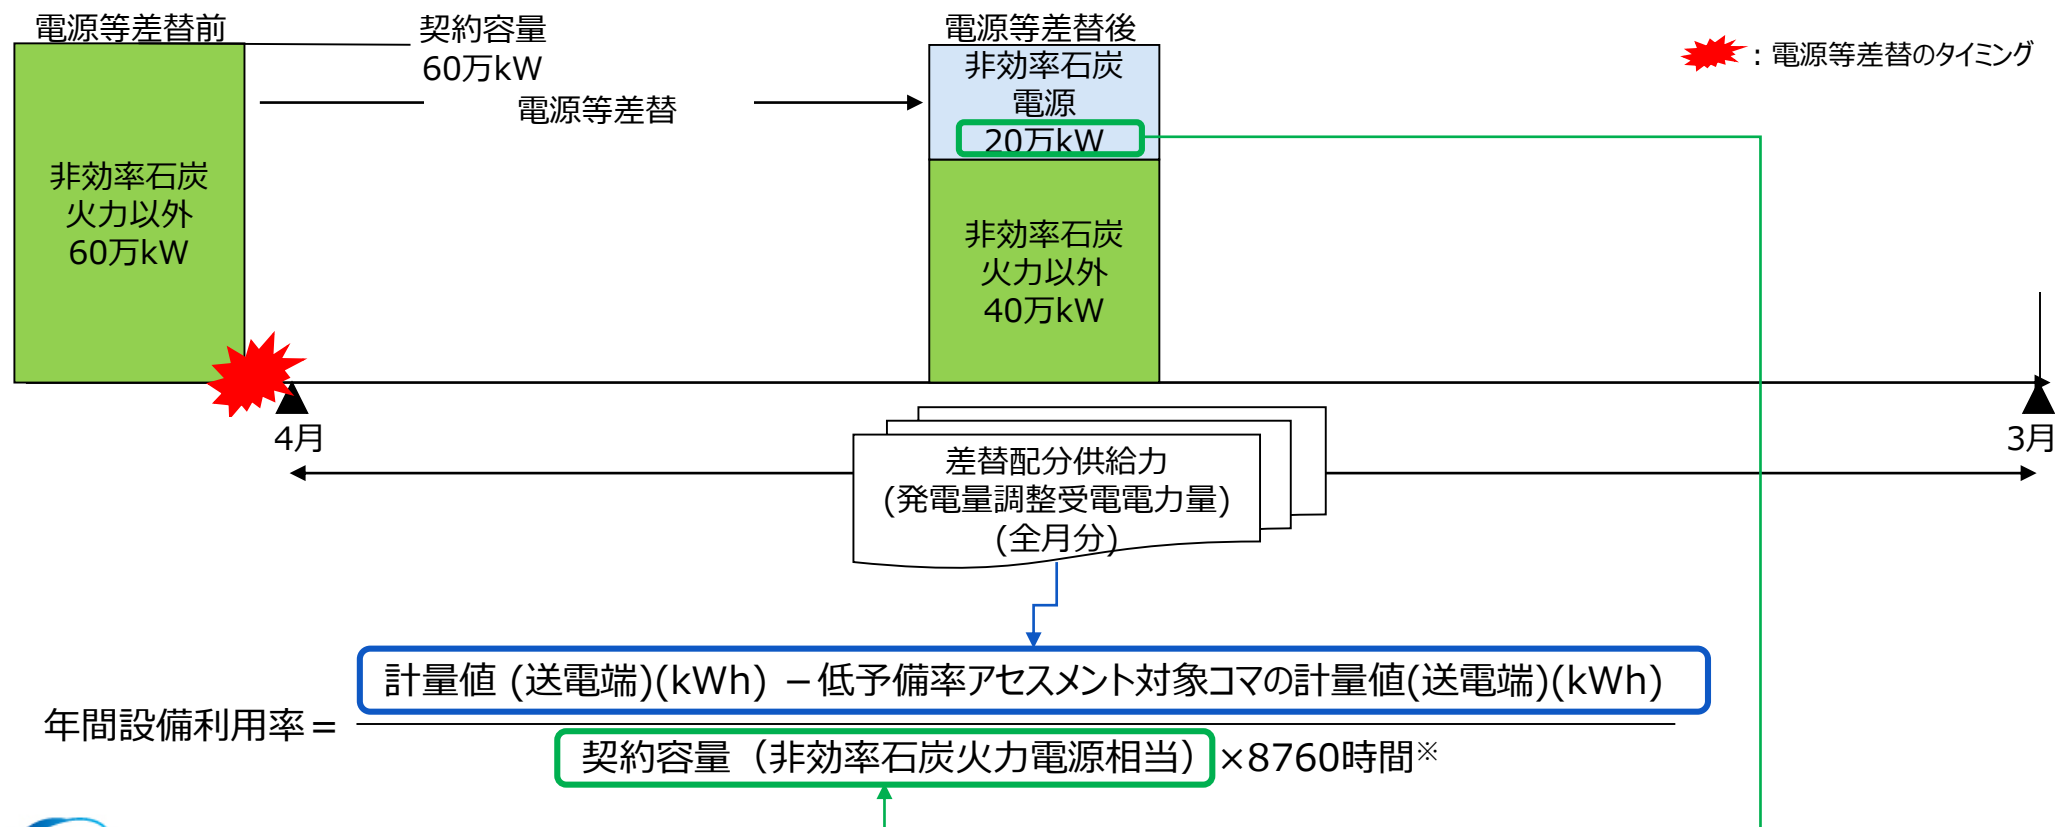 電源等差替前
契約容量
60万kW
電源等差替後
:電源等差替のタイミング
電源等差替
非効率石炭
電源
20万kW
非効率石炭
火力以外
60万kW
非効率石炭
火力以外
40万kW
4月
3月
差替配分供給力
(発電量調整受電電力量)
(全月分)
計量値 (送電端)(kWh) －低予備率アセスメント対象コマの計量値(送電端)(kWh)
年間設備利用率＝
契約容量（非効率石炭火力電源相当）×8760時間※